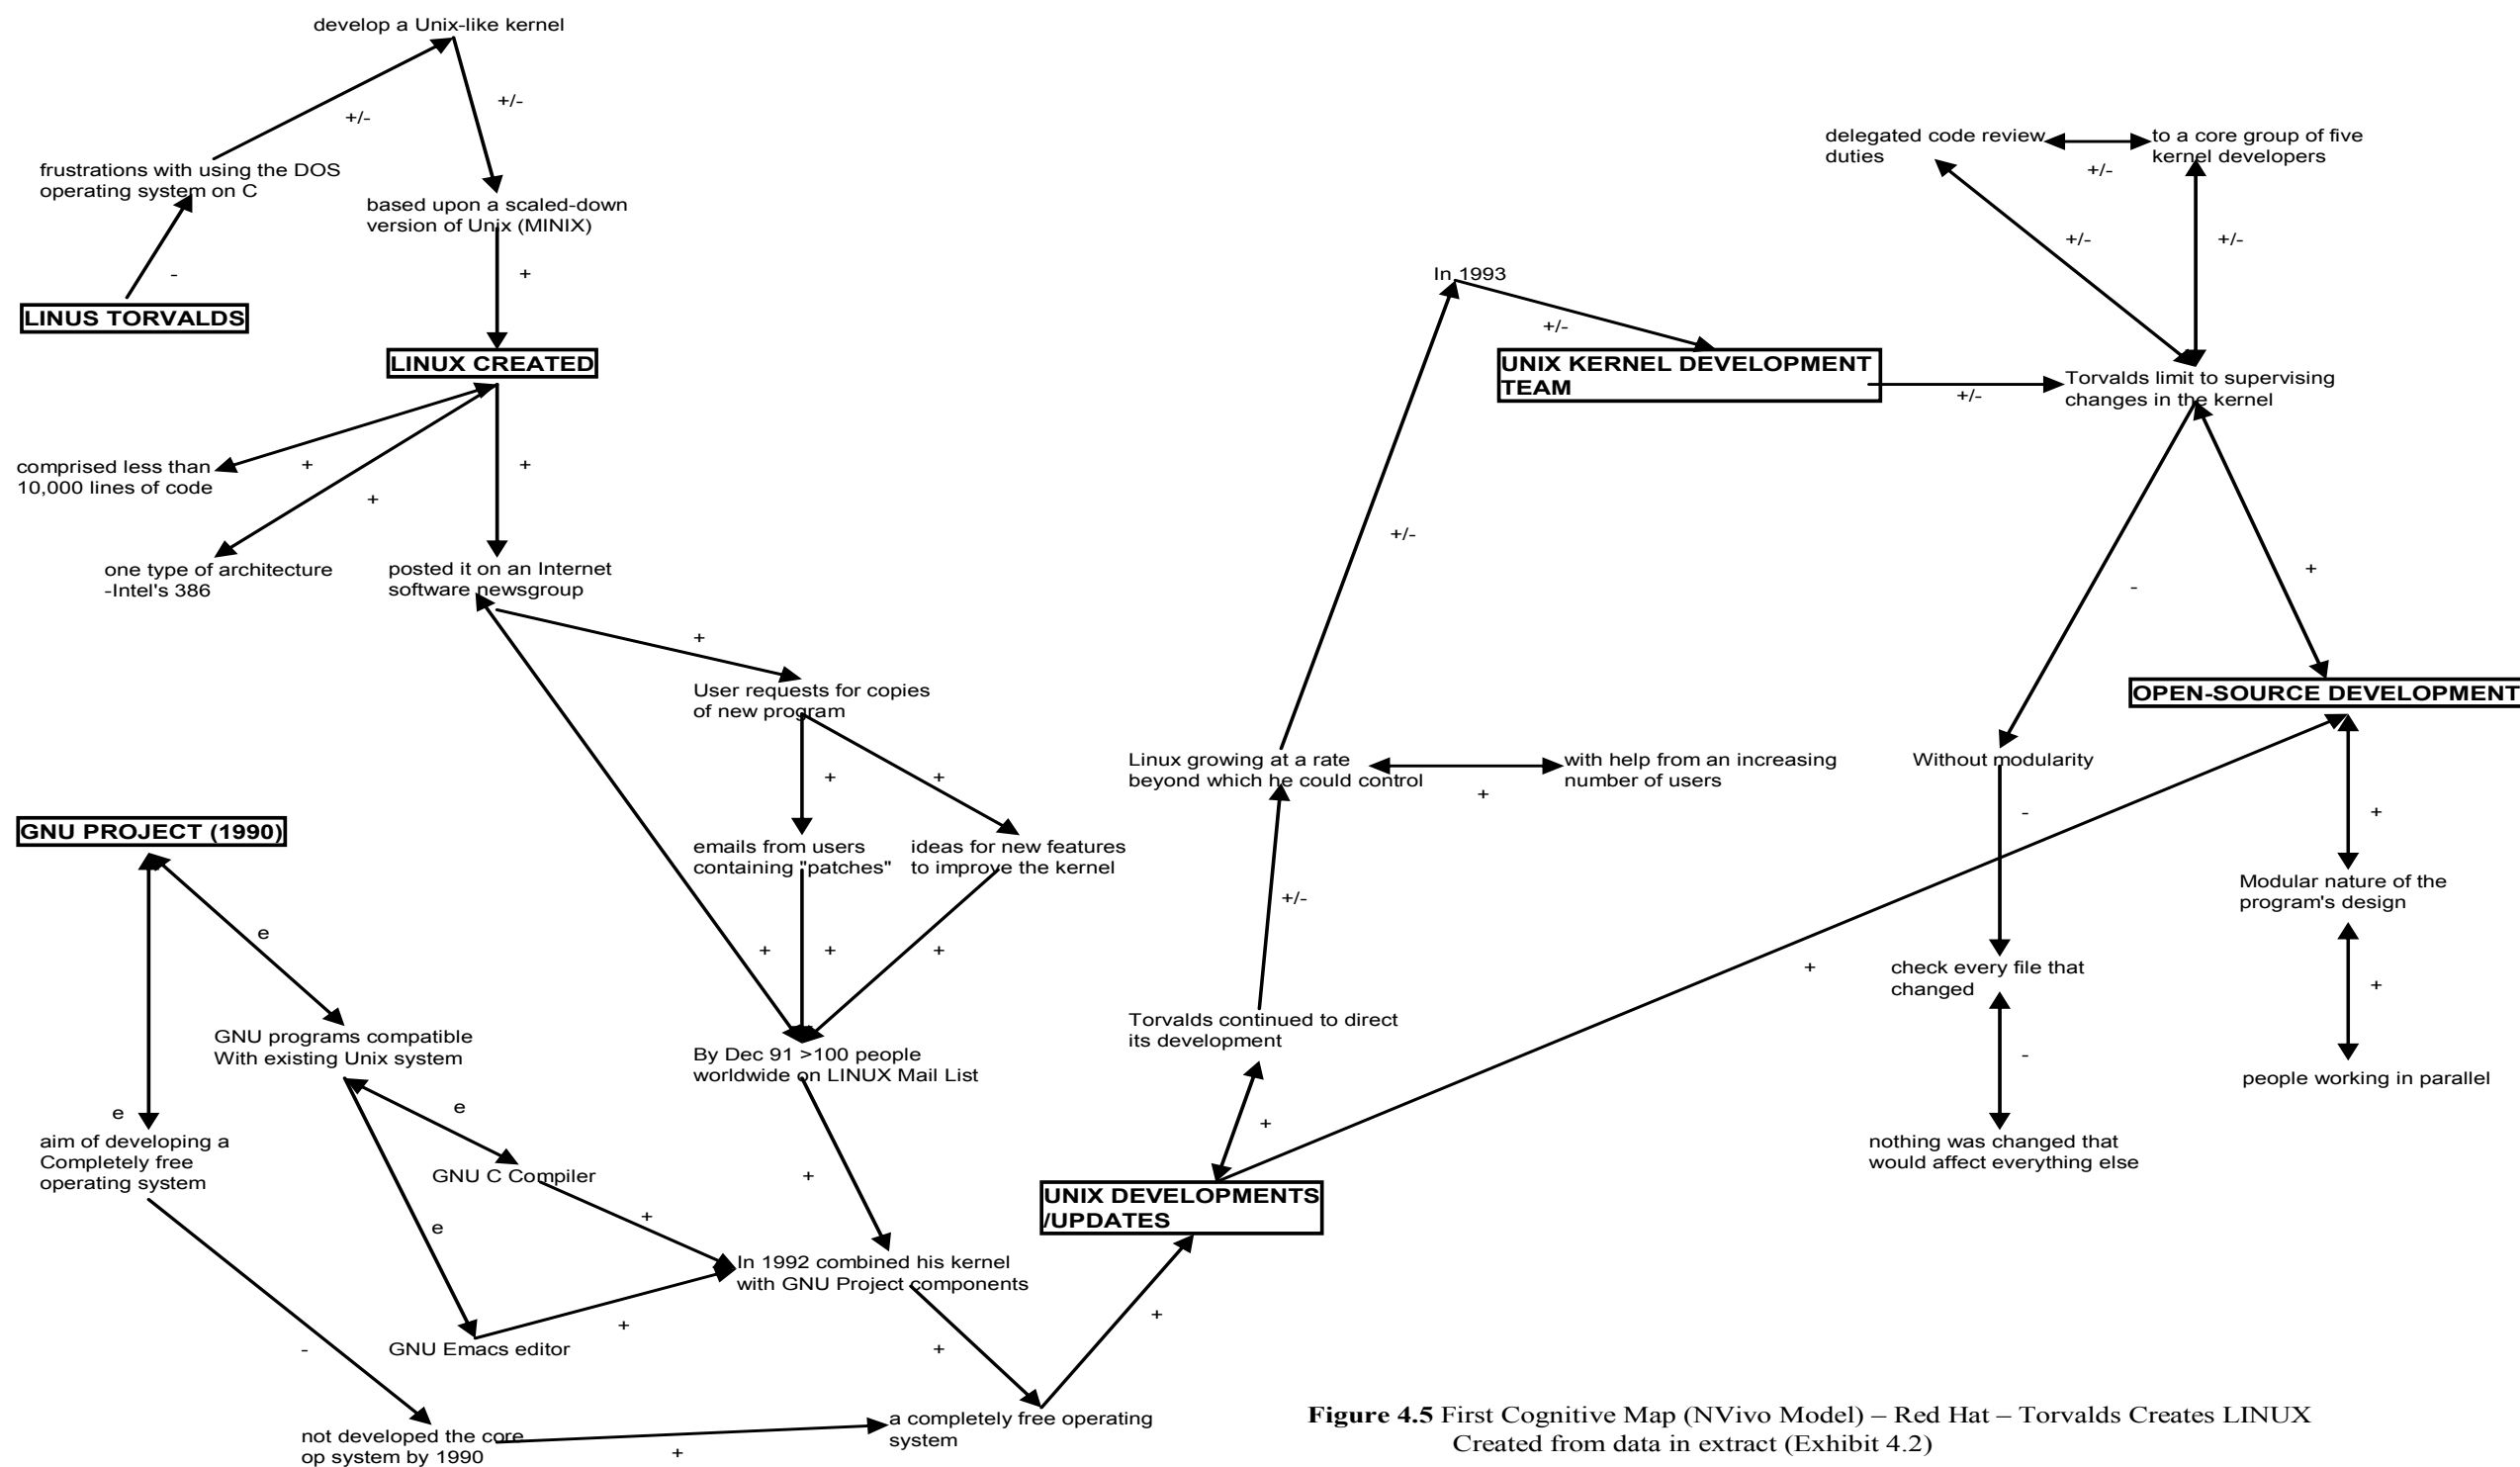 develop a Unix-like kernel
+/-
+/-
frustrations with using the DOS
operating system on C
based upon a scaled-down
version of Unix (MINIX)
-
+
LINUS TORVALDS
LINUX CREATED
comprised less than
10,000 lines of code
+
+
+
one type of architecture
-Intel's 386
posted it on an Internet
software newsgroup
+
User requests for copies
of new program
+
+
emails from users
containing "patches"
ideas for new features
to improve the kernel
+
+
+
By Dec 91 >100 people
worldwide on LINUX Mail List
GNU PROJECT (1990)
e
GNU programs compatible
With existing Unix system
e
aim of developing a
Completely free
operating system
e
GNU C Compiler
e
+
+
In 1992 combined his kernel
with GNU Project components
GNU Emacs editor
+
-
+
not developed the core
op system by 1990
+
a completely free operating
system
+
UNIX DEVELOPMENTS
/UPDATES
+
Torvalds continued to direct
its development
+/-
Linux growing at a rate
beyond which he could control
+
with help from an increasing
number of users
+/-
In 1993
+/-
UNIX KERNEL DEVELOPMENT
TEAM
+/-
delegated code review
duties
+/-
to a core group of five
kernel developers
+/-
+/-
Torvalds limit to supervising
changes in the kernel
-
+
OPEN-SOURCE DEVELOPMENT
Without modularity
-
+
+
Modular nature of the
program's design
check every file that
changed
+
-
people working in parallel
nothing was changed that
would affect everything else
Figure 4.5 First Cognitive Map (NVivo Model) – Red Hat – Torvalds Creates LINUX
Created from data in extract (Exhibit 4.2)